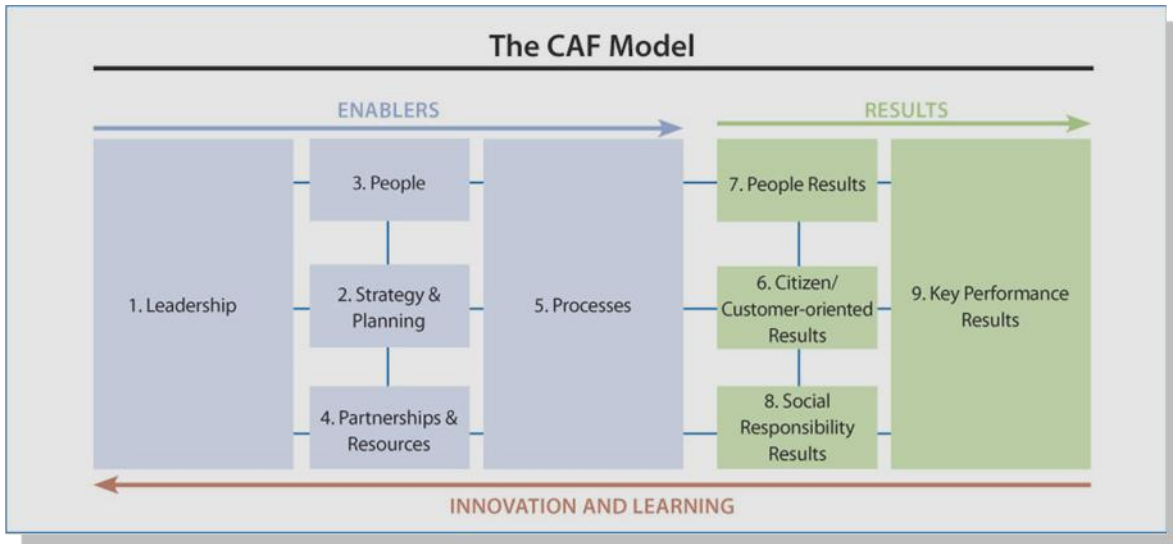 The CAF Model
ENABLERS
RESULTS
1. Leadership
3. People
2. Strategy &
Planning
4. Partnerships &
Resources
5. Processes
7. People Results
6. Citizen/
Customer-oriented
Results
8. Social
Responsibility
Results
9. Key Performance
Results
INNOVATION AND LEARNING